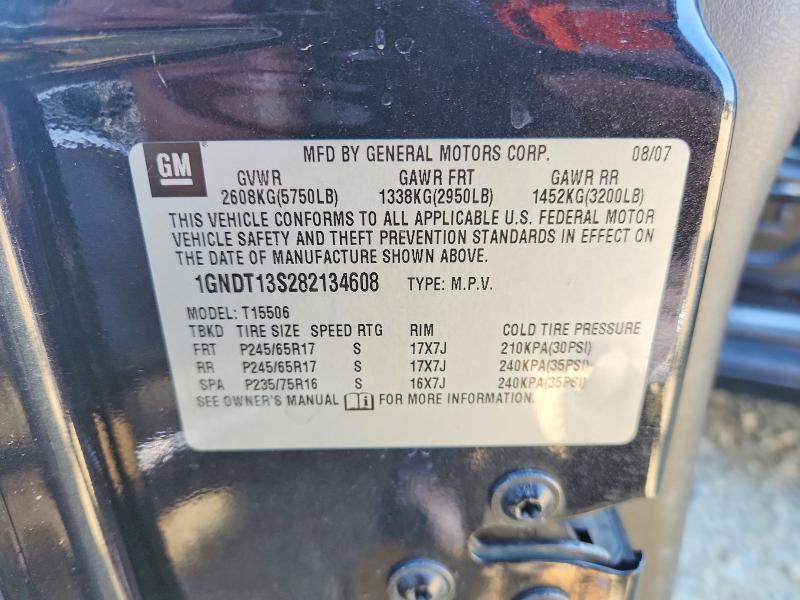 GM
MFD BY GENERAL MOTORS CORP. 08/07
GVWR GAWR FRT GAWR RR
2608KG(5750LB) 1338KG(2950LB) 1452KG(3200LB)
THIS VEHICLE CONFORMS TO ALL APPLICABLE U.S. FEDERAL MOTOR
VEHICLE SAFETY AND THEFT PREVENTION STANDARDS IN EFFECT ON
THE DATE OF MANUFACTURE SHOWN ABOVE.
1GNDT13S282134608 TYPE: M.P.V.
MODEL: T15506
TBKD TIRE SIZE SPEED RTG RIM COLD TIRE PRESSURE
FRT P245/65R17 S 17X7J 210KPA(30PSI)
RR P245/65R17 S 17X7J 240KPA(35PSI)
SPA P235/75R16 S 16X7J 240KPA(35PSI)
SEE OWNER'S MANUAL FOR MORE INFORMATION.